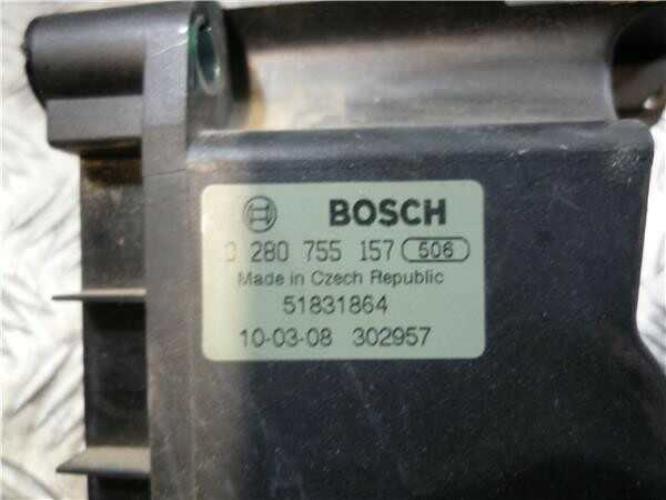 BOSCH
0 280 755 157 506
Made in Czech Republic
51831864
10-03-08 302957